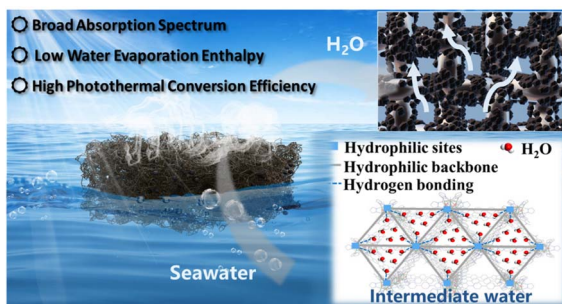 Broad Absorption Spectrum
Low Water Evaporation Enthalpy
High Photothermal Conversion Efficiency
H₂O
Hydrophilic sites H₂O
Hydrophilic backbone
Hydrogen bonding
Seawater
Intermediate water